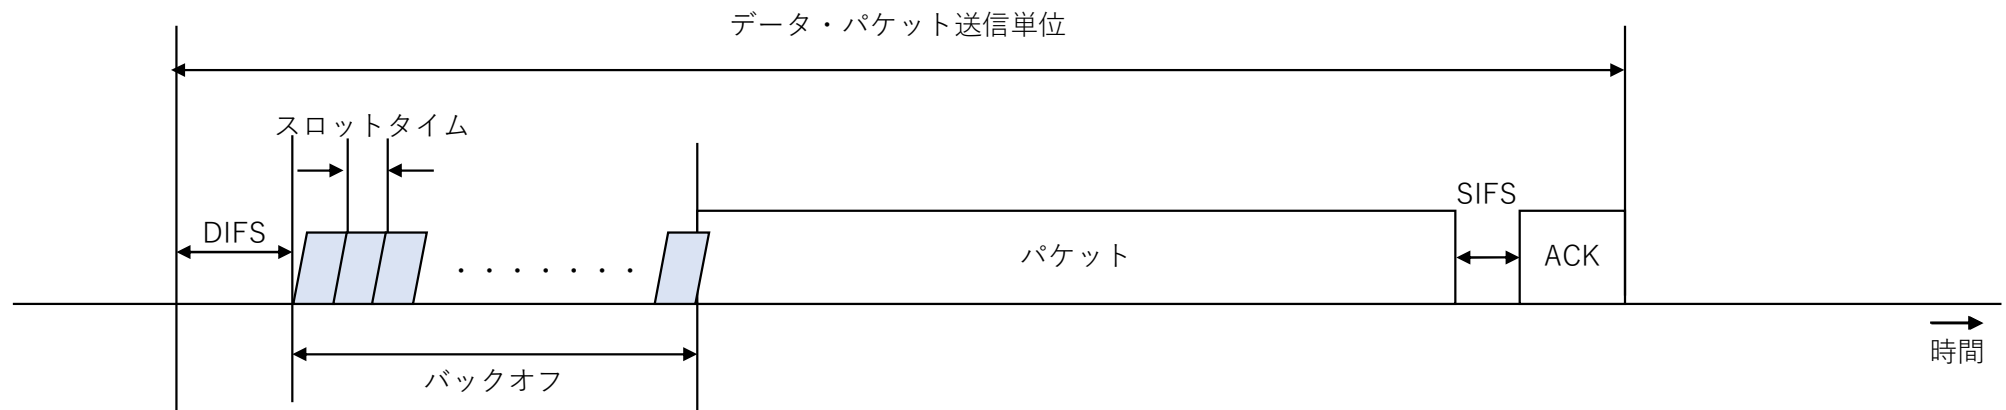 データ・パケット送信単位
スロットタイム
DIFS
SIFS
パケット
ACK
時間
バックオフ